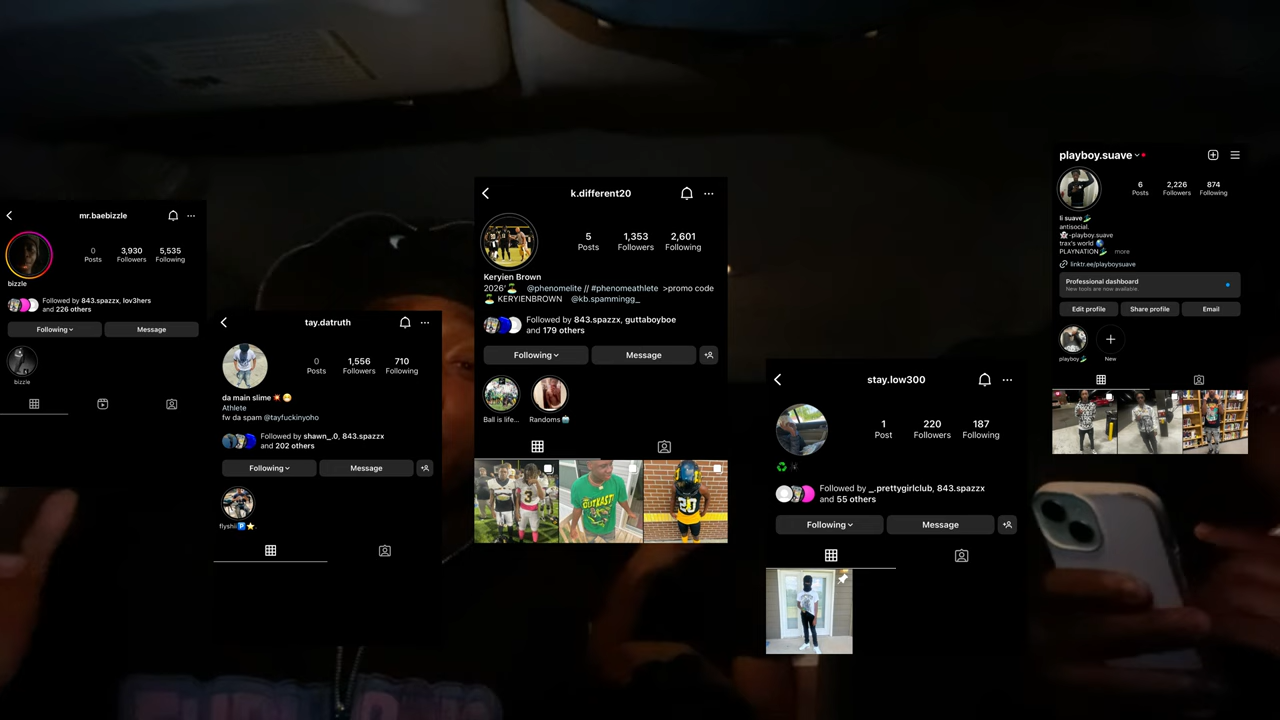 mr.baebizzle
0
Posts
3,930
Followers
5,535
Following
bizzle
Followed by 843.spazzx, lov3hers
and 226 others
Following
Message
bizzle
tay.datruth
0
Posts
1,556
Followers
710
Following
da main slime 💥😬
Athlete
fw da spam @tayfuckinyoho
Followed by shawn_.0, 843.spazzx
and 202 others
Following
Message
flyshii🅿️⭐.
k.different20
5
Posts
1,353
Followers
2,601
Following
Keryien Brown
2026'🏝 @phenomelite // #phenomeathlete >promo code
🏝 KERYIENBROWN @kb.spammingg_
Followed by 843.spazzx, guttaboyboe
and 179 others
Following
Message
Ball is life...
Randoms
3
OUTKAST
20
stay.low300
1
Post
220
Followers
187
Following
♻️🕷
Followed by _.prettygirlclub, 843.spazzx
and 55 others
Following
Message
playboy.suave
6
Posts
2,226
Followers
874
Following
li suave
antisocial.
👻-playboy.suave
trax's world 🌎
PLAYNATION more
linktr.ee/playboysuave
Professional dashboard
New tools are now available.
Edit profile
Share profile
Email
playboy
New